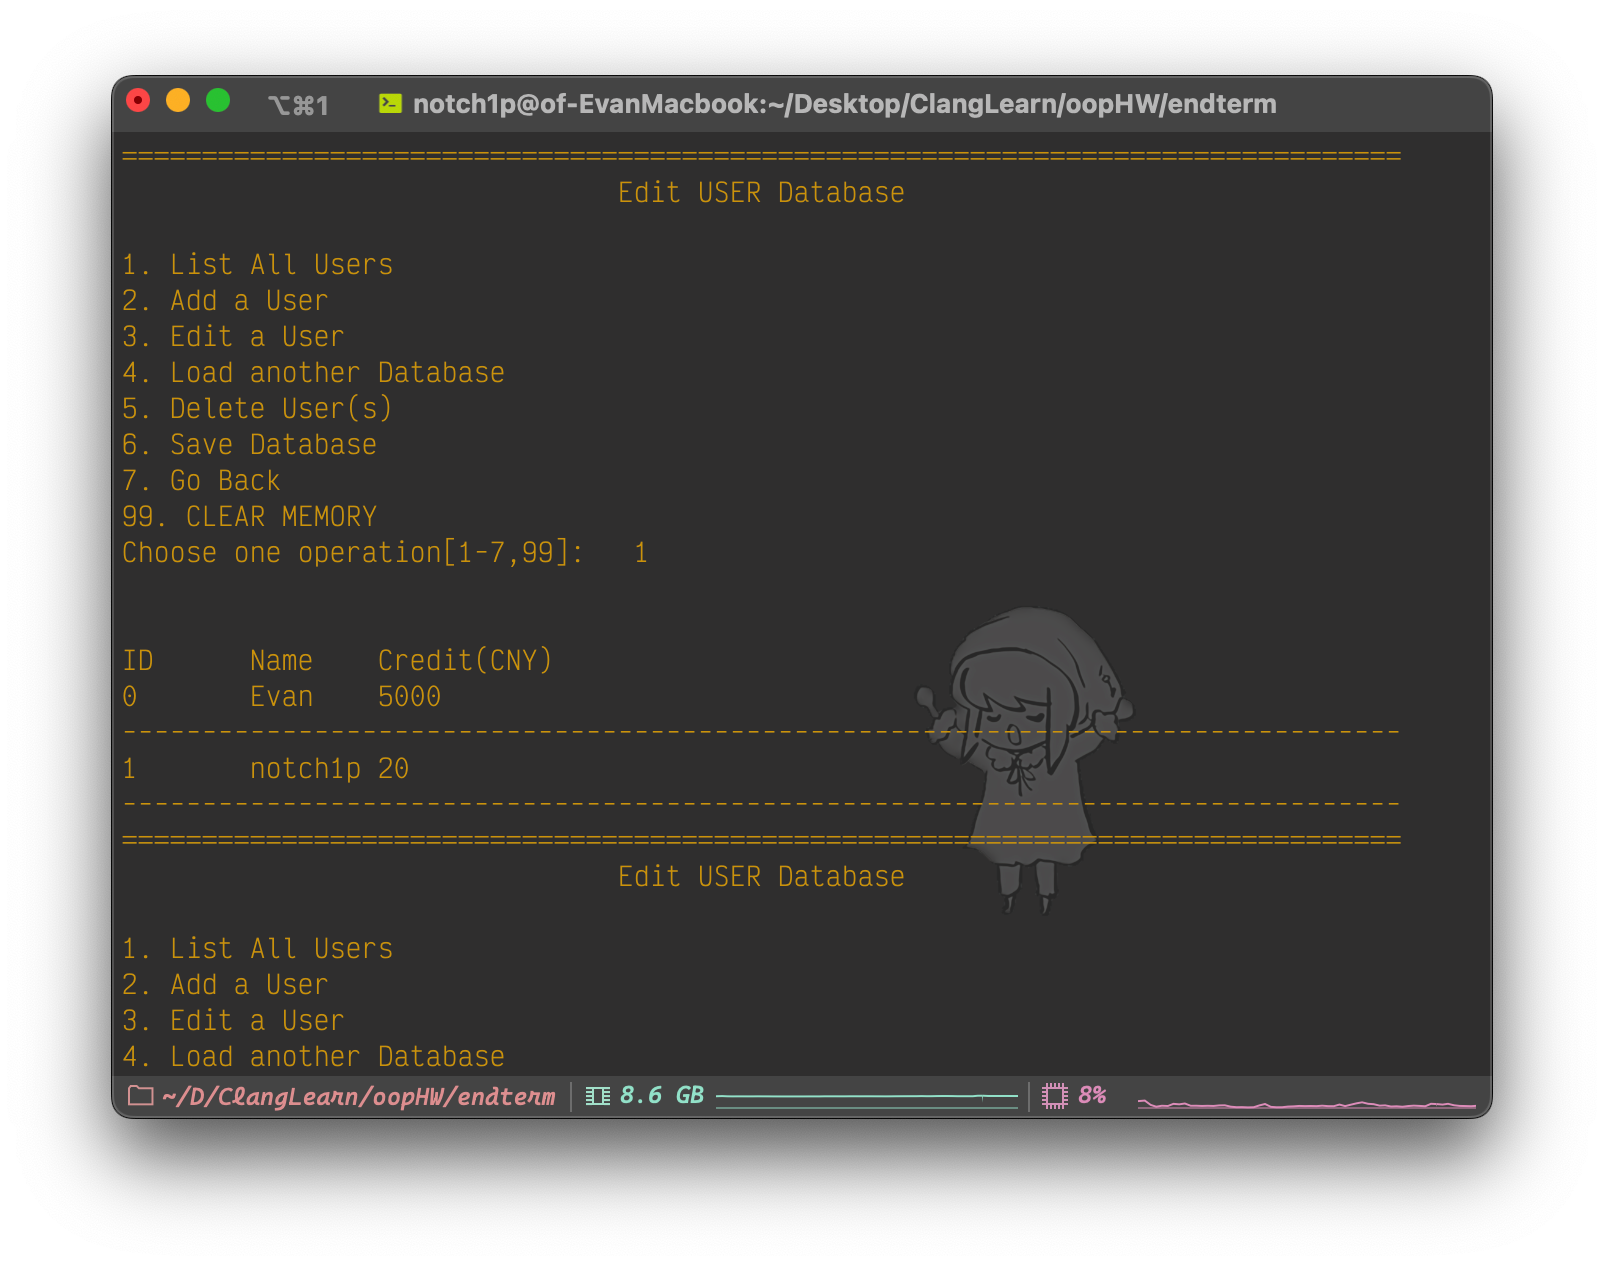 ⌥⌘1 notch1p@of-EvanMacbook:~/Desktop/ClangLearn/oopHW/endterm
================================================================================
Edit USER Database
1. List All Users
2. Add a User
3. Edit a User
4. Load another Database
5. Delete User(s)
6. Save Database
7. Go Back
99. CLEAR MEMORY
Choose one operation[1-7,99]: 1
ID Name Credit(CNY)
0 Evan 5000
--------------------------------------------------------------------------------
1 notch1p 20
--------------------------------------------------------------------------------
================================================================================
Edit USER Database
1. List All Users
2. Add a User
3. Edit a User
4. Load another Database
~/D/ClangLearn/oopHW/endterm 8.6 GB 8%